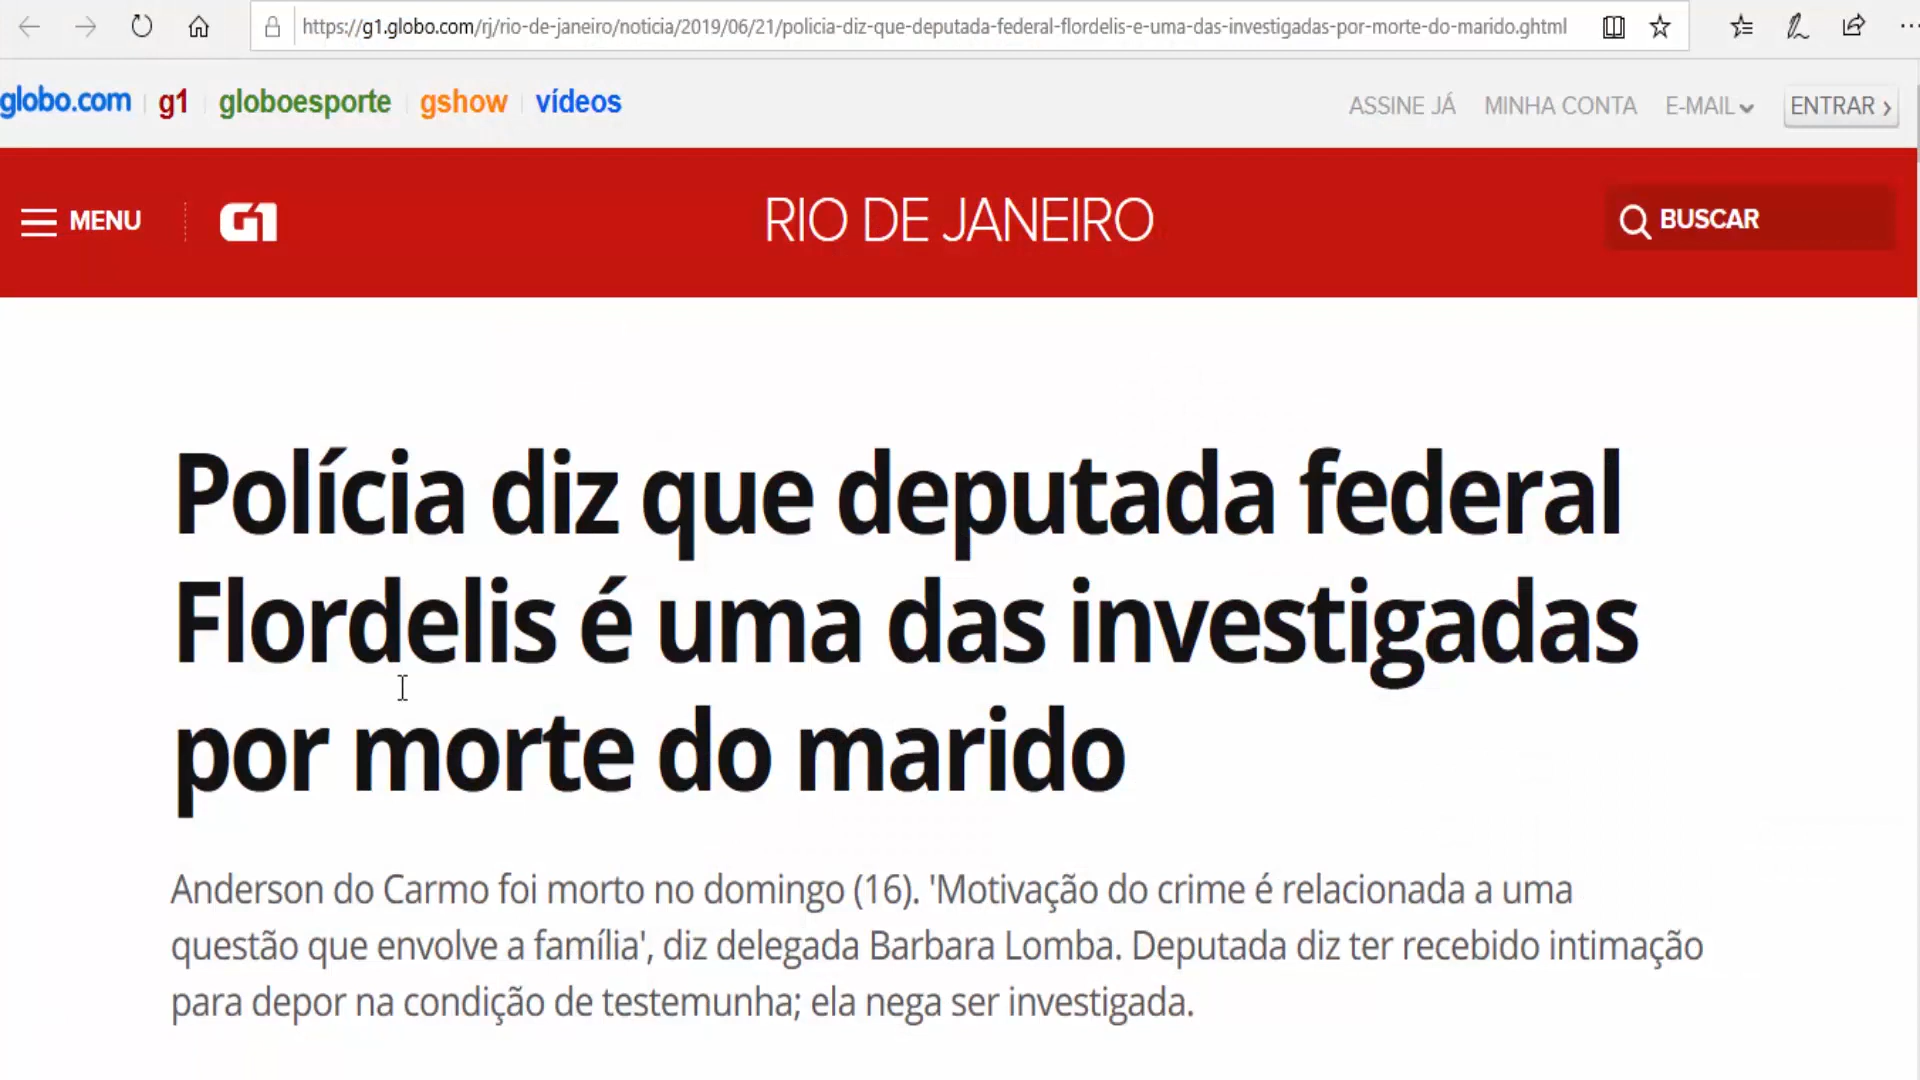 https://g1.globo.com/rj/rio-de-janeiro/noticia/2019/06/21/policia-diz-que-deputada-federal-flordelis-e-uma-das-investigadas-por-morte-do-marido.ghtml
globo.com g1 globoesporte gshow vídeos ASSINE JÁ MINHA CONTA E-MAIL ENTRAR
MENU G1 RIO DE JANEIRO BUSCAR
Polícia diz que deputada federal
Flordelis é uma das investigadas
por morte do marido
Anderson do Carmo foi morto no domingo (16). 'Motivação do crime é relacionada a uma
questão que envolve a família', diz delegada Barbara Lomba. Deputada diz ter recebido intimação
para depor na condição de testemunha; ela nega ser investigada.